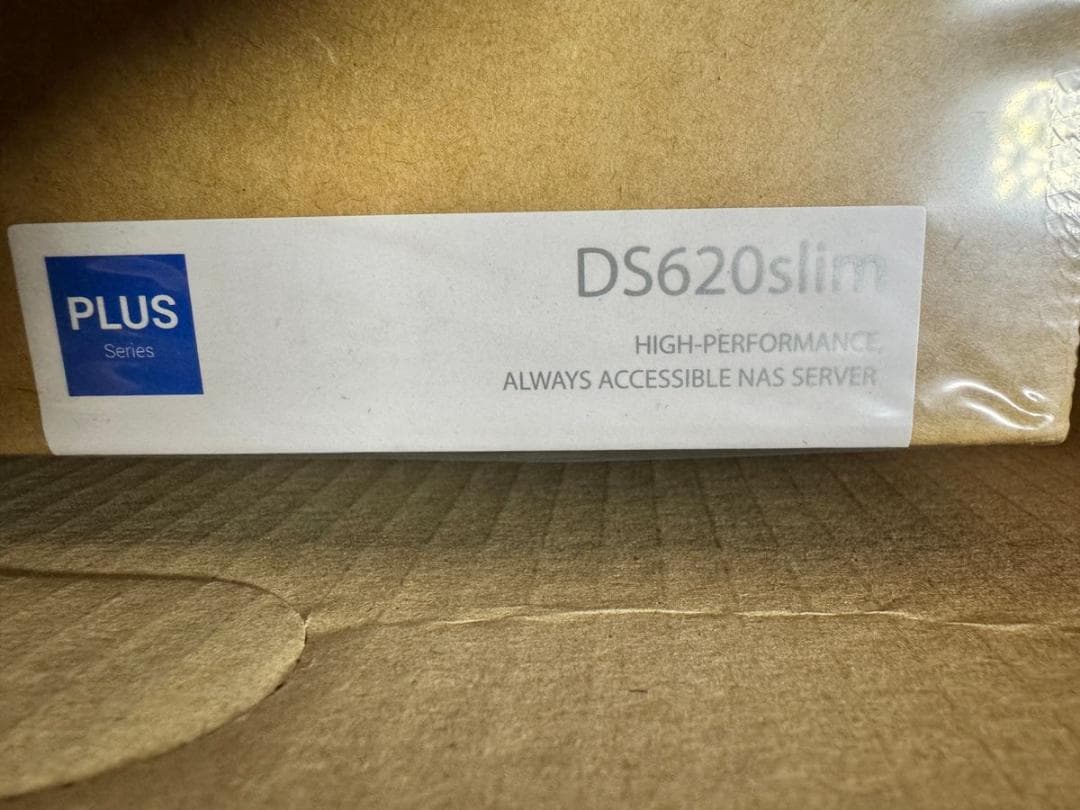 PLUS
Series
DS620slim
HIGH-PERFORMANCE,
ALWAYS ACCESSIBLE NAS SERVER